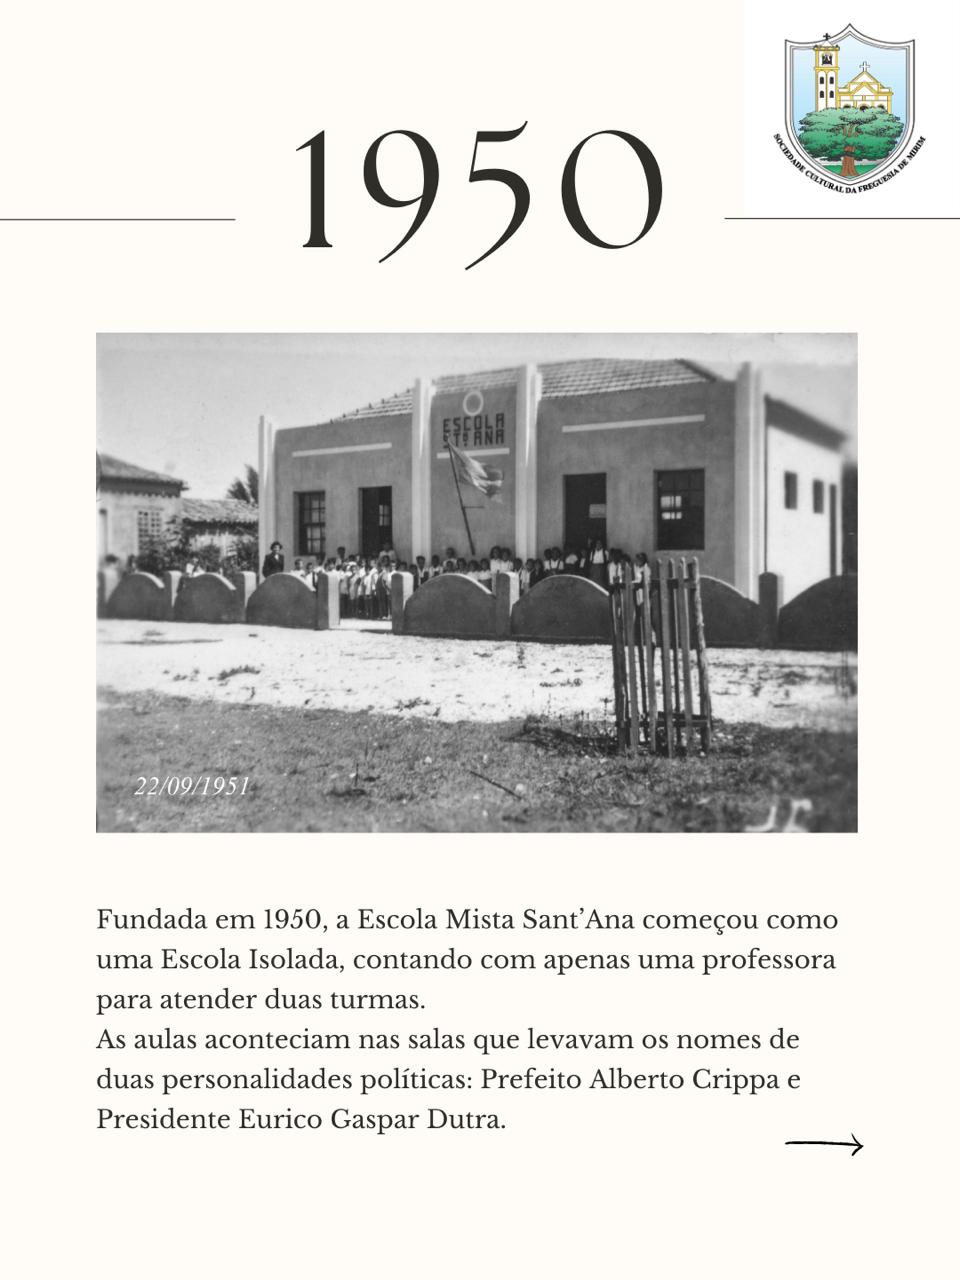 SOCIEDADE CULTURAL DA FREGUESIA DE MIRIM
1950
ESCOLA
STª ANA
22/09/1951
Fundada em 1950, a Escola Mista Sant’Ana começou como
uma Escola Isolada, contando com apenas uma professora
para atender duas turmas.
As aulas aconteciam nas salas que levavam os nomes de
duas personalidades políticas: Prefeito Alberto Crippa e
Presidente Eurico Gaspar Dutra.